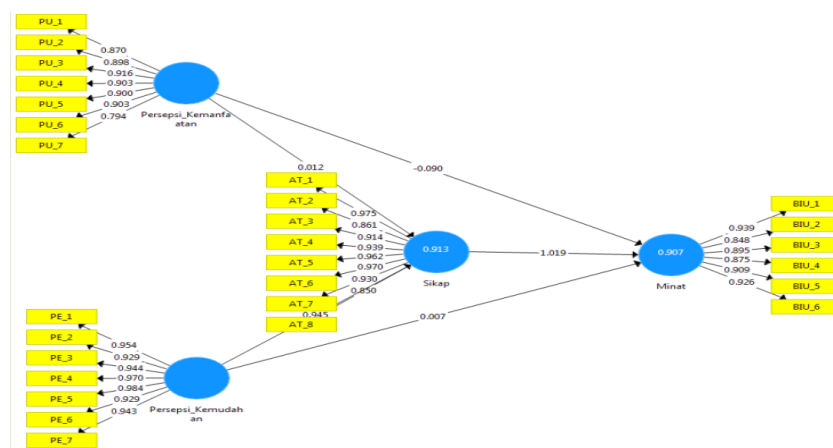 PU_1
PU_2
PU_3
PU_4
PU_5
PU_6
PU_7
0.870
0.898
0.916
0.903
0.900
0.903
0.794
Persepsi_Kemanfa
atan
0.012
-0.090
AT_1
AT_2
AT_3
AT_4
AT_5
AT_6
AT_7
AT_8
0.975
0.861
0.914
0.939
0.962
0.970
0.930
0.850
0.945
0.913
Sikap
1.019
0.907
Minat
0.007
BIU_1
BIU_2
BIU_3
BIU_4
BIU_5
BIU_6
0.939
0.848
0.895
0.875
0.909
0.926
PE_1
PE_2
PE_3
PE_4
PE_5
PE_6
PE_7
0.954
0.929
0.944
0.970
0.984
0.929
0.943
Persepsi_Kemudah
an